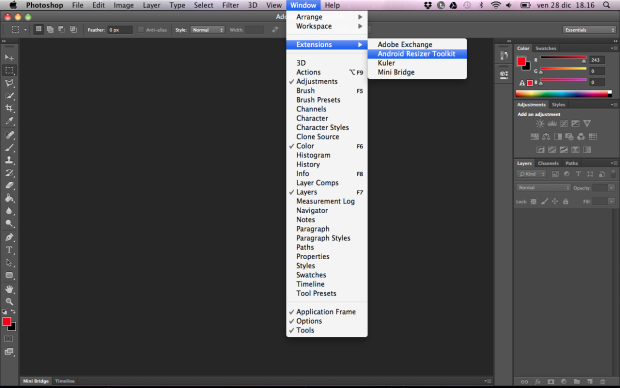 Photoshop File Edit Image Layer Type Select Filter 3D View Window Help ven 28 dic 18.16
Feather: 0 px Anti-alias Style: Normal Width: Essentials
Arrange
Workspace
Extensions
Adobe Exchange
Android Resizer Toolkit
Kuler
Mini Bridge
3D
Actions ⌥F9
✓ Adjustments
Brush F5
Brush Presets
Channels
Character
Character Styles
Clone Source
✓ Color F6
Histogram
History
Info F8
Layer Comps
✓ Layers F7
Measurement Log
Navigator
Notes
Paragraph
Paragraph Styles
Paths
Properties
Styles
Swatches
Timeline
Tool Presets
✓ Application Frame
✓ Options
✓ Tools
Color Swatches
R 243
G 0
B 0
Adjustments Styles
Add an adjustment
Layers Channels Paths
Kind
Normal Opacity:
Lock: Fill:
Mini Bridge Timeline